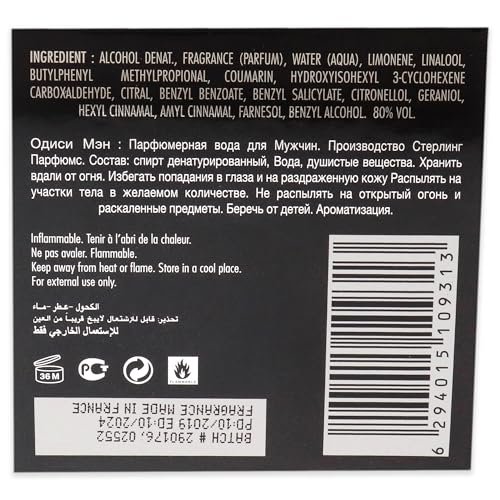 INGREDIENT : ALCOHOL DENAT., FRAGRANCE (PARFUM), WATER (AQUA), LIMONENE, LINALOOL,
BUTYLPHENYL METHYLPROPIONAL, COUMARIN, HYDROXYISOHEXYL 3-CYCLOHEXENE
CARBOXALDEHYDE, CITRAL, BENZYL BENZOATE, BENZYL SALICYLATE, CITRONELLOL, GERANIOL,
HEXYL CINNAMAL, AMYL CINNAMAL, FARNESOL, BENZYL ALCOHOL. 80% VOL.
Одиси Мэн : Парфюмерная вода для Мужчин. Производство Стерлинг
Парфюмс. Состав: спирт денатурированный, Вода, душистые вещества. Хранить
вдали от огня. Избегать попадания в глаза и на раздраженную кожу Распылять на
участки тела в желаемом количестве. Не распылять на открытый огонь и
раскаленные предметы. Беречь от детей. Ароматизация.
Inflammable. Tenir à l'abri de la chaleur.
Ne pas avaler. Flammable.
Keep away from heat or flame. Store in a cool place.
For external use only.
الكحول-عطر-ماء
تحذير: قابل للإشتعال لايبخ قريباً من العين
للإستعمال الخارجي فقط
36M
PCT
FLAMMABLE
BATCH # 290176, 02552
PD:10/2019 ED:10/2024
FRAGRANCE MADE IN FRANCE
6294015109313